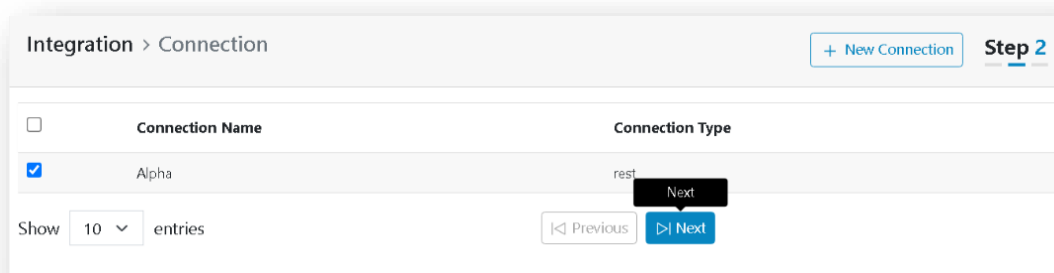 Integration > Connection
+ New Connection
Step 2
Connection Name Connection Type
Alpha rest
Next
Show 10 entries
Previous Next